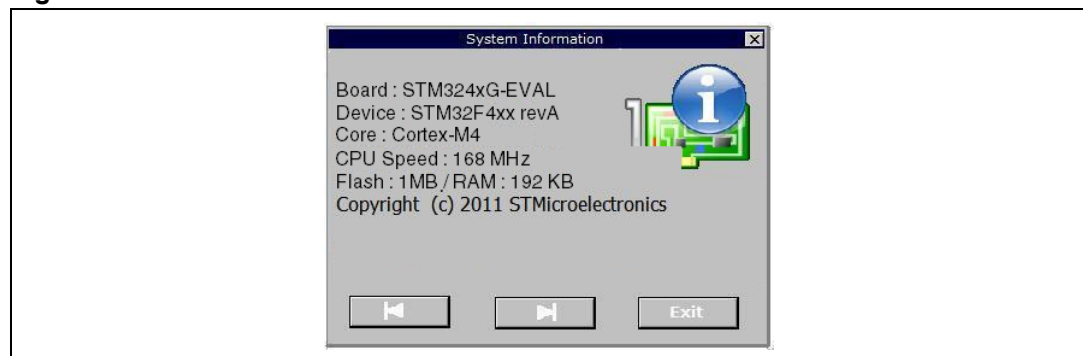 System Information
Board : STM324xG-EVAL
Device : STM32F4xx revA
Core : Cortex-M4
CPU Speed : 168 MHz
Flash : 1MB / RAM : 192 KB
Copyright (c) 2011 STMicroelectronics
Exit